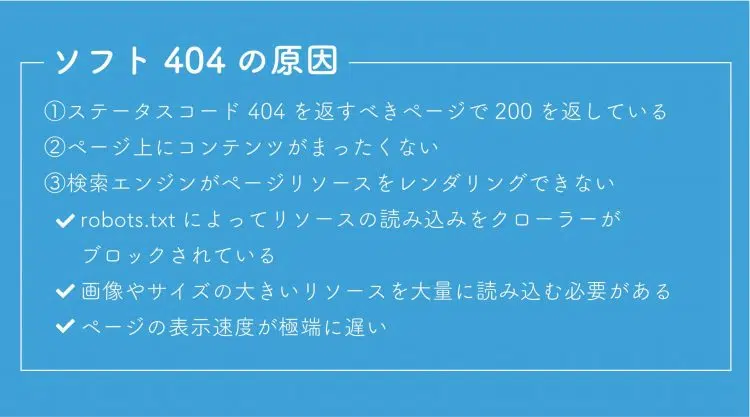 ソフト 404 の原因
①ステータスコード 404 を返すべきページで 200 を返している
②ページ上にコンテンツがまったくない
③検索エンジンがページリソースをレンダリングできない
✓ robots.txt によってリソースの読み込みをクローラーが
ブロックされている
✓ 画像やサイズの大きいリソースを大量に読み込む必要がある
✓ ページの表示速度が極端に遅い